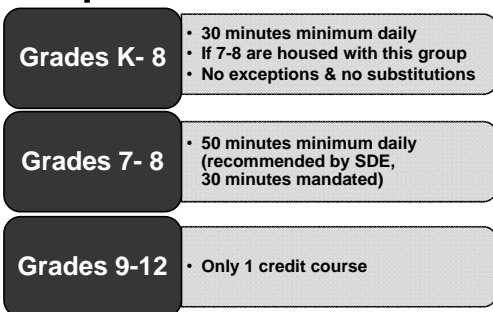 Grades K- 8
• 30 minutes minimum daily
• If 7-8 are housed with this group
• No exceptions & no substitutions
Grades 7- 8
• 50 minutes minimum daily
(recommended by SDE,
30 minutes mandated)
Grades 9-12
• Only 1 credit course